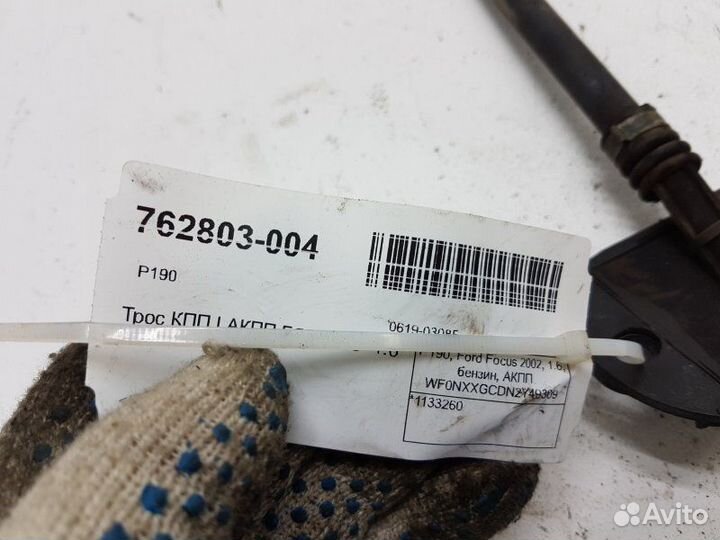 762803-004
P190
Трос КПП | АКПП
0619-03085
P190, Ford Focus 2002, 1.6,
бензин, АКПП
WF0NXXGCDN2Y49309
*1133260
Avito